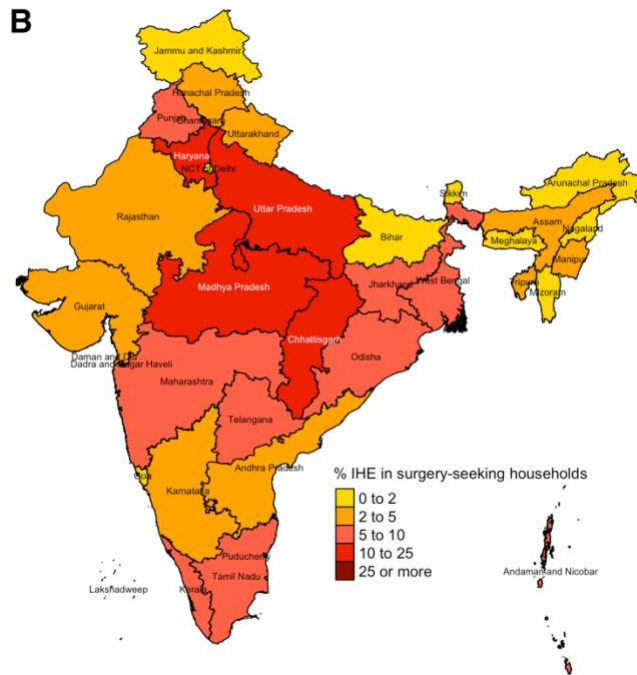 B
Jammu and Kashmir
Himachal Pradesh
Punjab
Chandigarh
Uttarakhand
Haryana
NCT of Delhi
Rajasthan
Uttar Pradesh
Bihar
Sikkim
Arunachal Pradesh
Assam
Nagaland
Meghalaya
Manipur
Tripura
Mizoram
Gujarat
Madhya Pradesh
Jharkhand
West Bengal
Chhattisgarh
Odisha
Daman and Diu
Dadra and Nagar Haveli
Maharashtra
Telangana
Goa
Karnataka
Andhra Pradesh
% IHE in surgery-seeking households
0 to 2
2 to 5
5 to 10
10 to 25
25 or more
Puducherry
Tamil Nadu
Kerala
Lakshadweep
Andaman and Nicobar